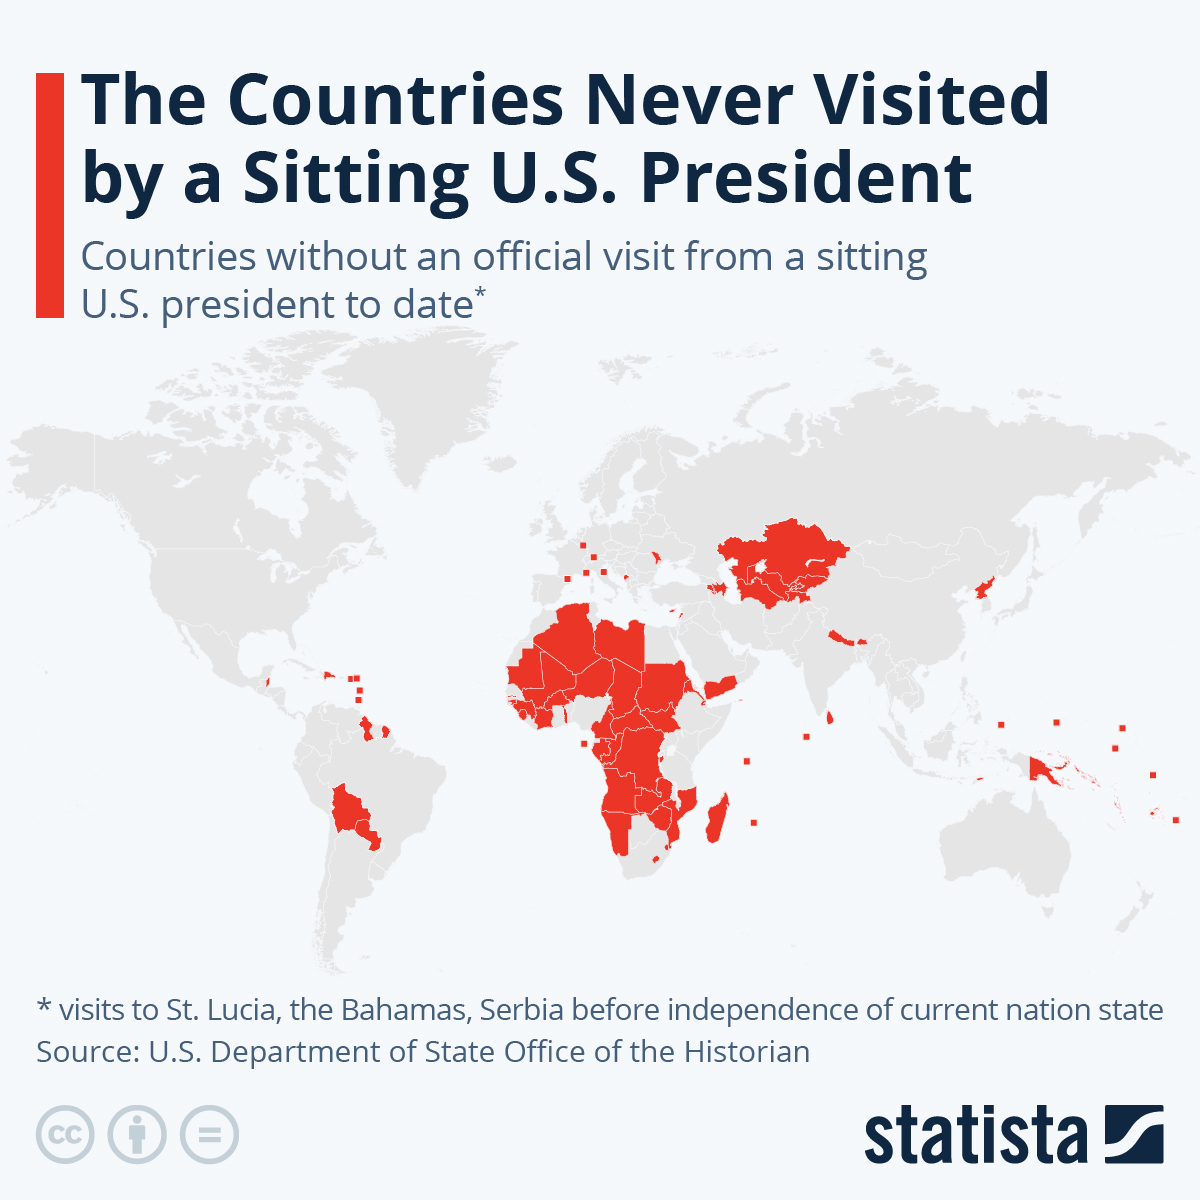 The Countries Never Visited
by a Sitting U.S. President
Countries without an official visit from a sitting
U.S. president to date*
* visits to St. Lucia, the Bahamas, Serbia before independence of current nation state
Source: U.S. Department of State Office of the Historian
cc
statista